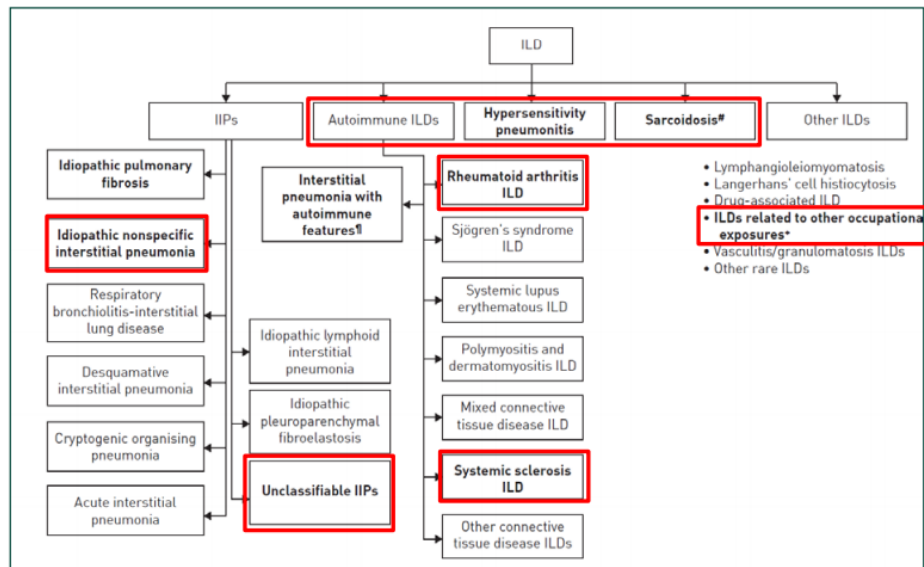 ILD
IIPs
Autoimmune ILDs
Hypersensitivity
pneumonitis
Sarcoidosis#
Other ILDs
Idiopathic pulmonary
fibrosis
Idiopathic nonspecific
interstitial pneumonia
Respiratory
bronchiolitis-interstitial
lung disease
Desquamative
interstitial pneumonia
Cryptogenic organising
pneumonia
Acute interstitial
pneumonia
Idiopathic lymphoid
interstitial pneumonia
Idiopathic
pleuroparenchymal
fibroelastosis
Unclassifiable IIPs
Interstitial
pneumonia with
autoimmune
features¶
Rheumatoid arthritis
ILD
Sjögren's syndrome
ILD
Systemic lupus
erythematous ILD
Polymyositis and
dermatomyositis ILD
Mixed connective
tissue disease ILD
Systemic sclerosis
ILD
Other connective
tissue disease ILDs
• Lymphangioleiomyomatosis
• Langerhans' cell histiocytosis
• Drug-associated ILD
• ILDs related to other occupationa
exposures+
• Vasculitis/granulomatosis ILDs
• Other rare ILDs